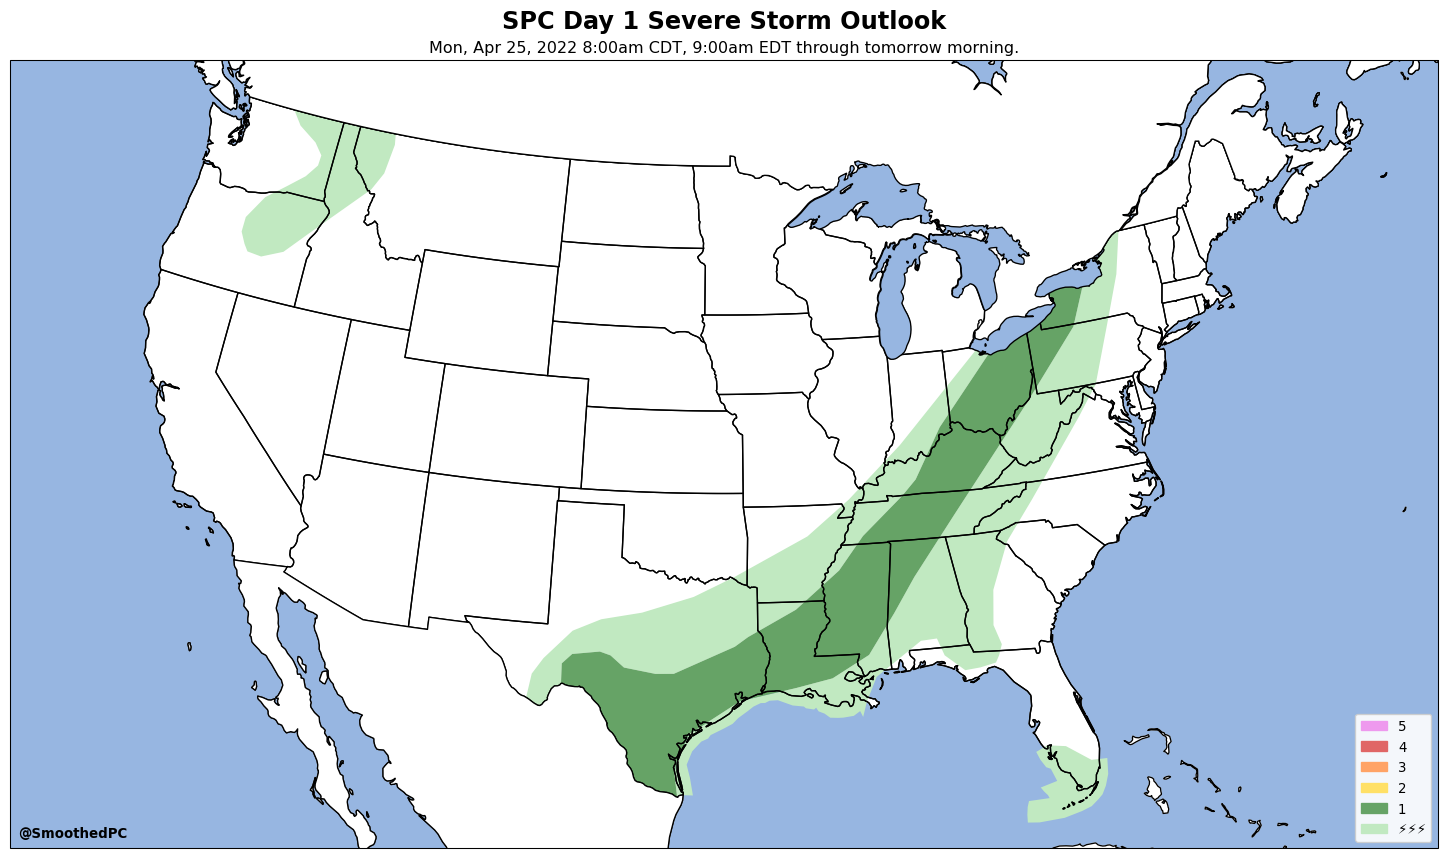 SPC Day 1 Severe Storm Outlook
Mon, Apr 25, 2022 8:00am CDT, 9:00am EDT through tomorrow morning.
5
4
3
2
1
⚡⚡⚡
@SmoothedPC